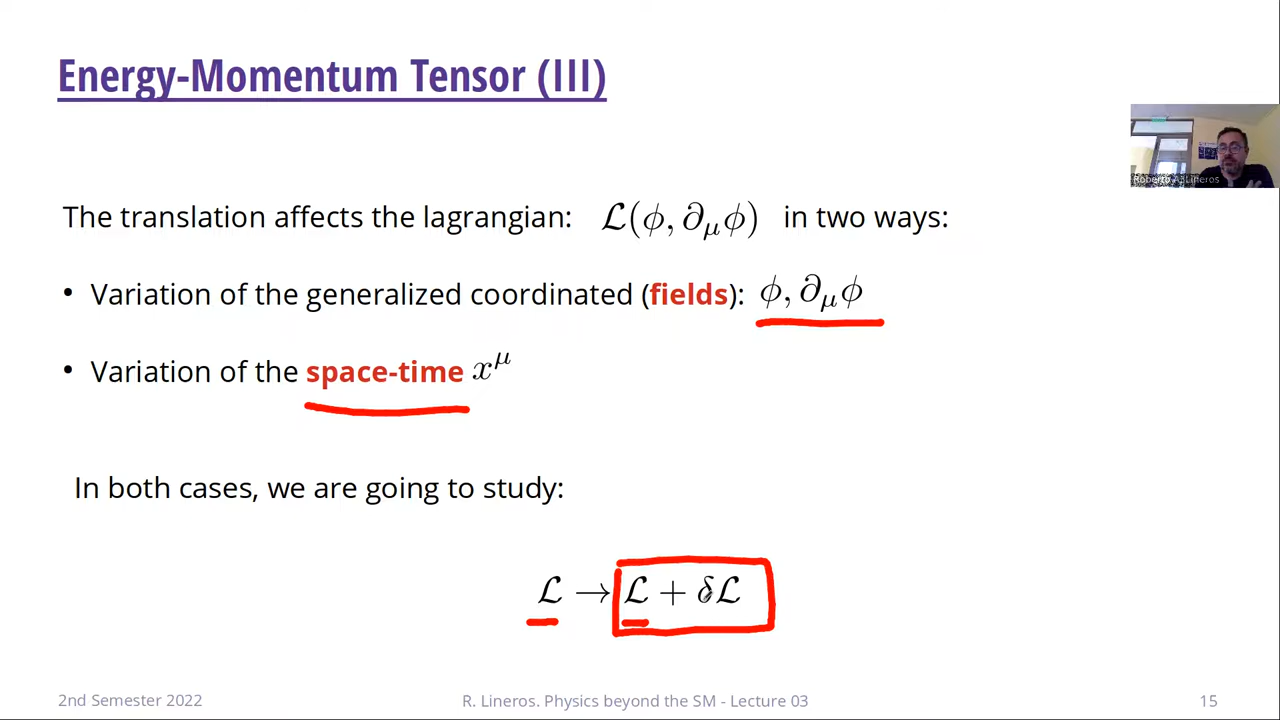 Energy-Momentum Tensor (III)
The translation affects the lagrangian: ℒ(ϕ, ∂_μϕ) in two ways:
• Variation of the generalized coordinated (fields): ϕ, ∂_μϕ
• Variation of the space-time x^μ
In both cases, we are going to study:
ℒ → ℒ + δℒ
2nd Semester 2022 R. Lineros. Physics beyond the SM - Lecture 03 15